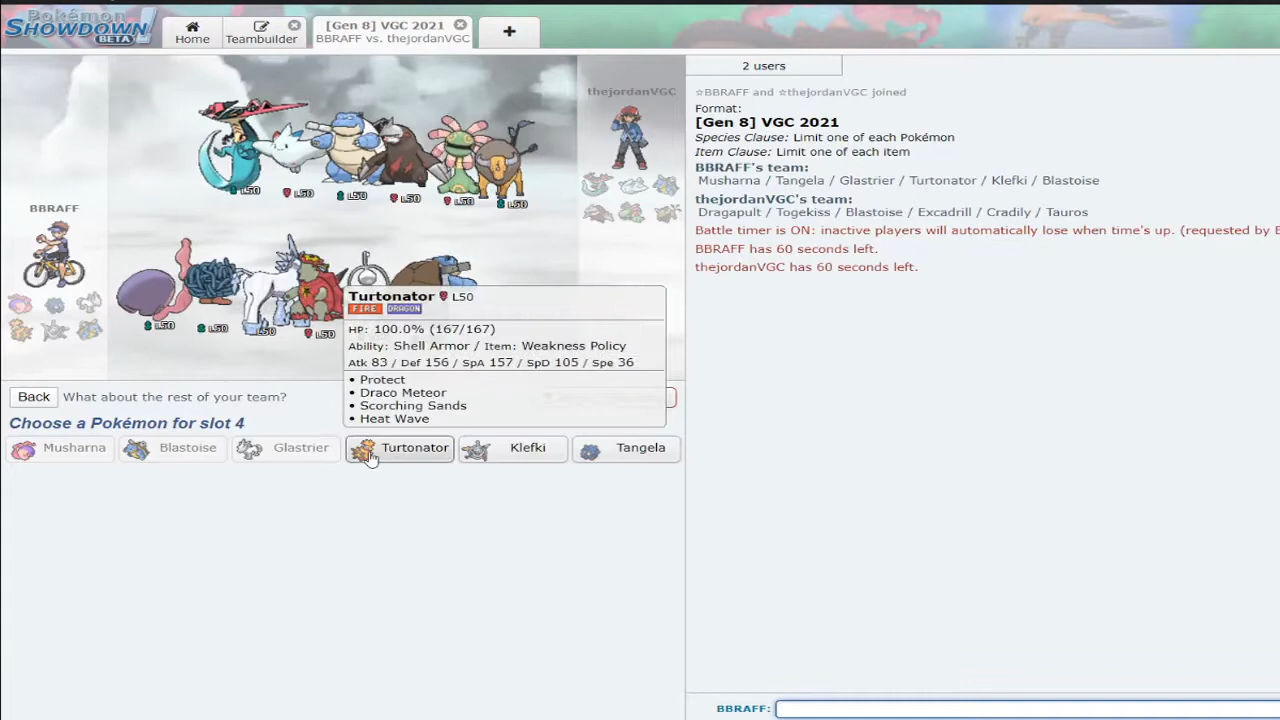 Pokémon
SHOWDOWN
BETA
Home
Teambuilder
[Gen 8] VGC 2021
BBRAFF vs. thejordanVGC
+
2 users
☆BBRAFF and ☆thejordanVGC joined
Format:
[Gen 8] VGC 2021
Species Clause: Limit one of each Pokémon
Item Clause: Limit one of each item
BBRAFF's team:
Musharna / Tangela / Glastrier / Turtonator / Klefki / Blastoise
thejordanVGC's team:
Dragapult / Togekiss / Blastoise / Excadrill / Cradily / Tauros
Battle timer is ON: inactive players will automatically lose when time's up. (requested by B
BBRAFF has 60 seconds left.
thejordanVGC has 60 seconds left.
thejordanVGC
L50 L50 L50 L50 L50 L50
BBRAFF
L50 L50 L50 L50
Turtonator L50
FIRE DRAGON
HP: 100.0% (167/167)
Ability: Shell Armor / Item: Weakness Policy
Atk 83 / Def 156 / SpA 157 / SpD 105 / Spe 36
• Protect
• Draco Meteor
• Scorching Sands
• Heat Wave
Back What about the rest of your team?
Choose a Pokémon for slot 4
Musharna Blastoise Glastrier Turtonator Klefki Tangela
BBRAFF: